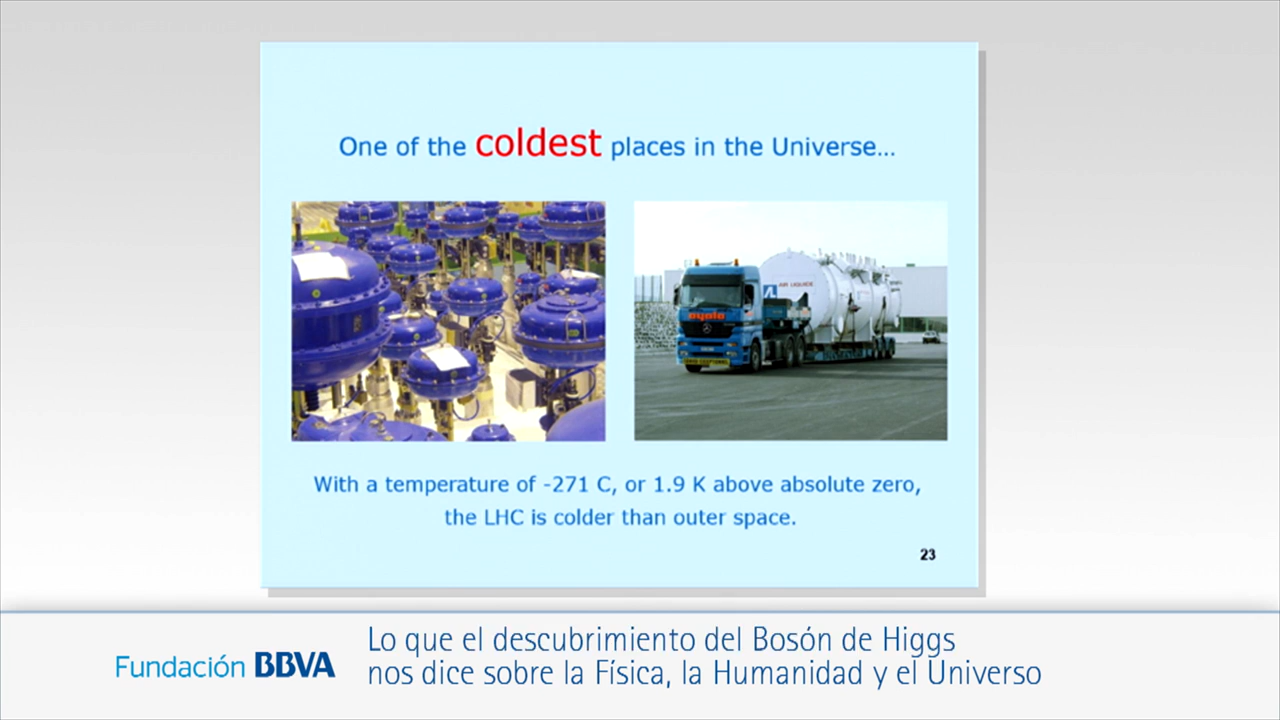 One of the coldest places in the Universe...
AIR LIQUIDE
With a temperature of -271 C, or 1.9 K above absolute zero,
the LHC is colder than outer space.
23
Fundación BBVA
Lo que el descubrimiento del Bosón de Higgs
nos dice sobre la Física, la Humanidad y el Universo